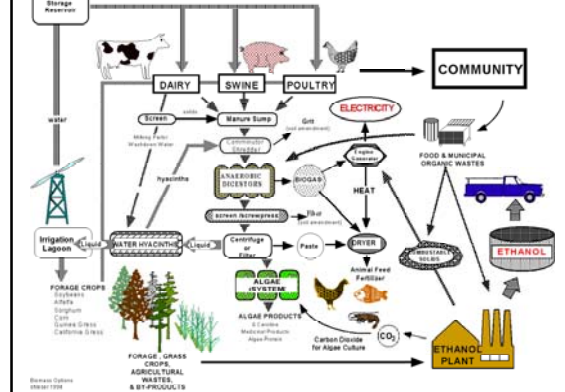 Storage
Reservoir
DAIRY
SWINE
POULTRY
COMMUNITY
solids
Screen
Manure Sump
ELECTRICITY
Grit
(soil amendment)
water
Milking Parlor
Washdown Water
Shredder
Engine
Generator
FOOD & MUNICIPAL
ORGANIC WASTES
hyacinths
ANAEROBIC
DIGESTORS
BIOGAS
HEAT
Screen /screwpress
Fiber
(soil amendment)
Irrigation
Lagoon
Liquid
WATER HYACINTHS
Liquid
Centrifuge
or
Filter
Paste
DRYER
COMBUSTABLE
SOLIDS
ETHANOL
Animal Feed
Fertilizer
FORAGE CROPS
Soybeans
Alfalfa
Sorghum
Corn
Guinea Grass
California Grass
ALGAE
SYSTEM
ALGAE PRODUCTS
Medicinal Products
Algae Protein
Carbon Dioxide
for Algae Culture
CO2
ETHANOL
PLANT
FORAGE, GRASS
CROPS,
AGRICULTURAL
WASTES,
& BY-PRODUCTS
Biomass Options